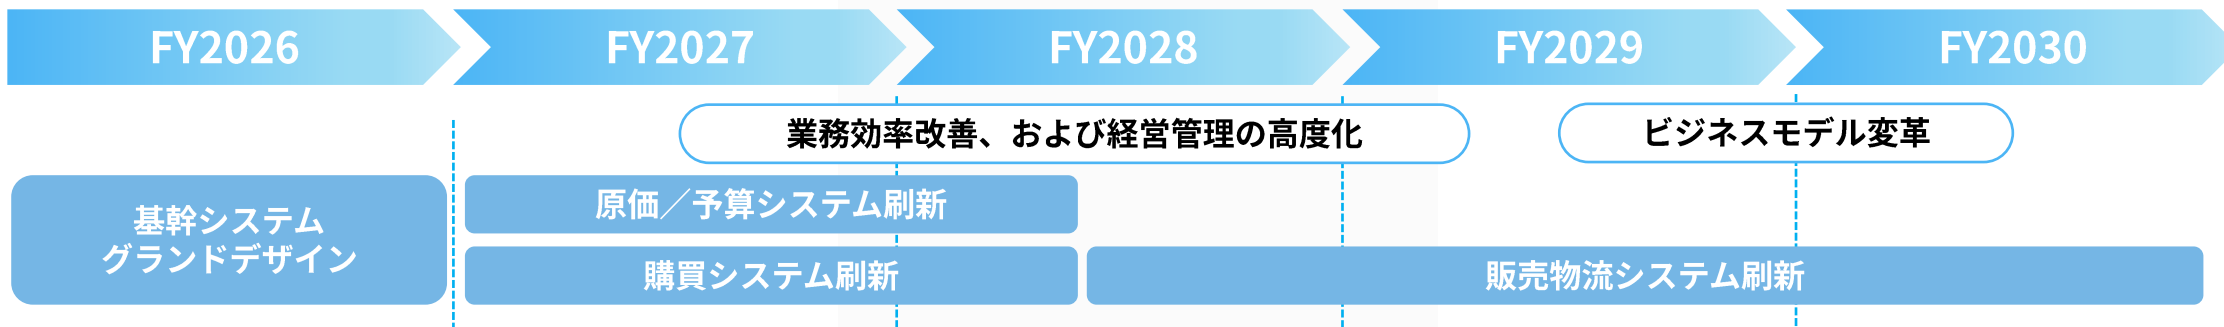 FY2026
FY2027
FY2028
FY2029
FY2030
業務効率改善、および経営管理の高度化
ビジネスモデル変革
基幹システム
グランドデザイン
原価／予算システム刷新
購買システム刷新
販売物流システム刷新